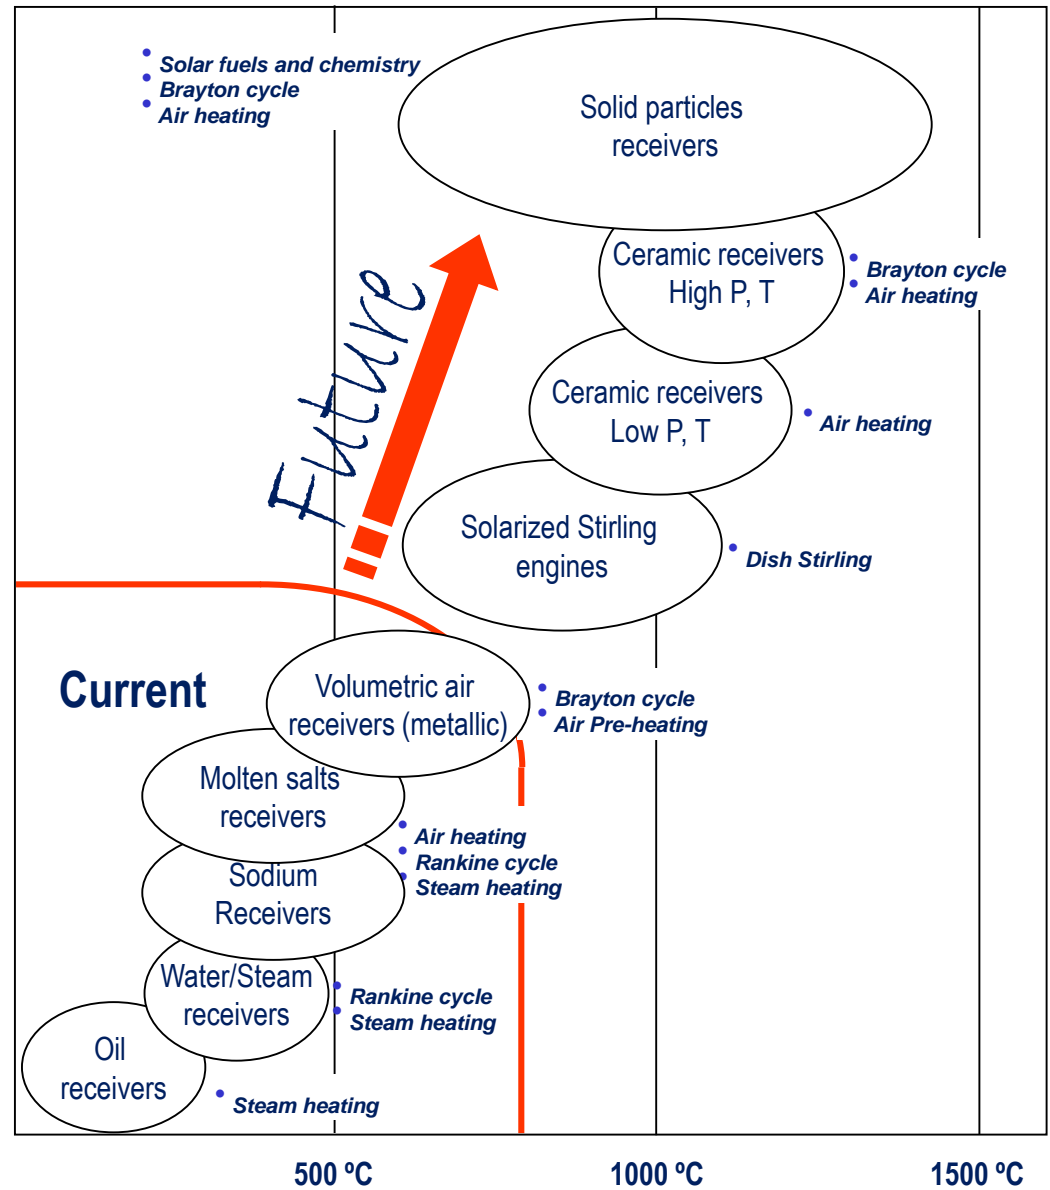 Solar fuels and chemistry
Brayton cycle
Air heating
Solid particles
receivers
Ceramic receivers
High P, T
Brayton cycle
Air heating
Future
Ceramic receivers
Low P, T
Air heating
Solarized Stirling
engines
Dish Stirling
Current
Volumetric air
receivers (metallic)
Brayton cycle
Air Pre-heating
Molten salts
receivers
Air heating
Rankine cycle
Steam heating
Sodium
Receivers
Water/Steam
receivers
Rankine cycle
Steam heating
Oil
receivers
Steam heating
500 ºC
1000 ºC
1500 ºC